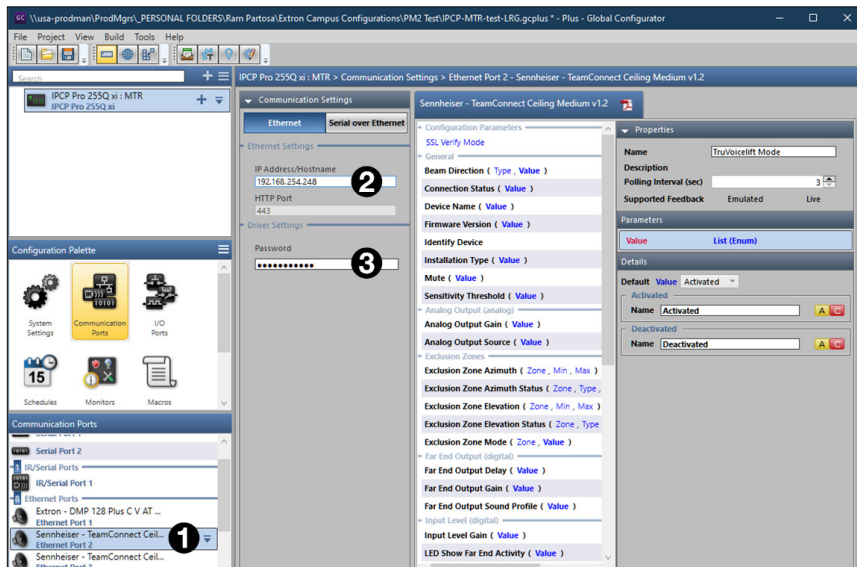 \\usa-prodman\ProdMgrs\_PERSONAL FOLDERS\Ram Partosa\Extron Campus Configurations\PM2 Test\IPCP-MTR-test-LRG.gcplus * - Plus - Global Configurator
File Project View Build Tools Help
Search
IPCP Pro 255Q xi : MTR
IPCP Pro 255Q xi
Configuration Palette
System Settings
Communication Ports
I/O Ports
15
Schedules
Monitors
Macros
Communication Ports
Serial Port 2
1 IR/Serial Ports
IR/Serial Port 1
8 Ethernet Ports
Extron - DMP 128 Plus C V AT ...
Ethernet Port 1
Sennheiser - TeamConnect Ceil...
Ethernet Port 2
1
Sennheiser - TeamConnect Ceil...
IPCP Pro 255Q xi : MTR > Communication Settings > Ethernet Port 2 - Sennheiser - TeamConnect Ceiling Medium v1.2
Communication Settings
Ethernet Serial over Ethernet
Ethernet Settings
IP Address/Hostname
192.168.254.248
2
HTTP Port
443
Driver Settings
Password
3
Sennheiser - TeamConnect Ceiling Medium v1.2
Configuration Parameters
SSL Verify Mode
General
Beam Direction ( Type , Value )
Connection Status ( Value )
Device Name ( Value )
Firmware Version ( Value )
Identify Device
Installation Type ( Value )
Mute ( Value )
Sensitivity Threshold ( Value )
Analog Output (analog)
Analog Output Gain ( Value )
Analog Output Source ( Value )
Exclusion Zones
Exclusion Zone Azimuth ( Zone , Min , Max )
Exclusion Zone Azimuth Status ( Zone , Type ,
Exclusion Zone Elevation ( Zone , Min , Max )
Exclusion Zone Elevation Status ( Zone , Type
Exclusion Zone Mode ( Zone , Value )
Far End Output (digital)
Far End Output Delay ( Value )
Far End Output Gain ( Value )
Far End Output Sound Profile ( Value )
Input Level (digital)
Input Level Gain ( Value )
LED Show Far End Activity ( Value )
Properties
Name TruVoicelift Mode
Description
Polling Interval (sec) 3
Supported Feedback Emulated Live
Parameters
Value List (Enum)
Details
Default Value Activated
Activated
Name Activated A C
Deactivated
Name Deactivated A C